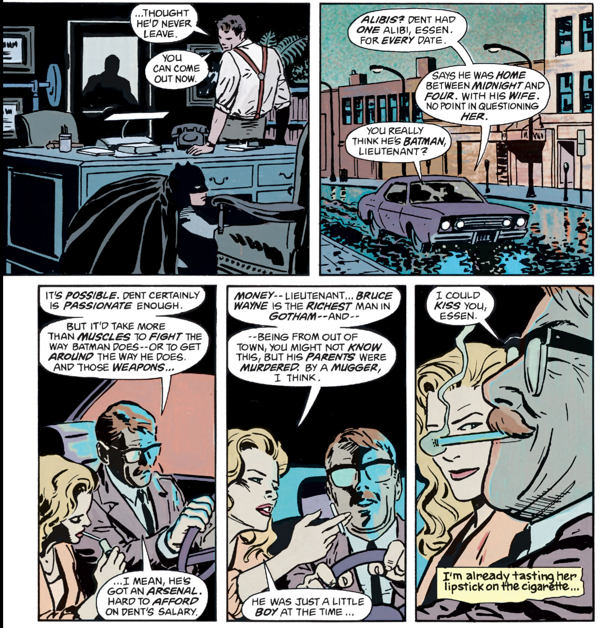 ...THOUGHT
HE'D NEVER
LEAVE.
YOU
CAN COME
OUT NOW.
ALIBIS? DENT HAD
ONE ALIBI, ESSEN.
FOR EVERY DATE.
SAYS HE WAS HOME
BETWEEN MIDNIGHT AND
FOUR. WITH HIS WIFE.
NO POINT IN QUESTIONING
HER.
YOU REALLY
THINK HE'S BATMAN,
LIEUTENANT?
IT'S POSSIBLE. DENT CERTAINLY
IS PASSIONATE ENOUGH.
BUT IT'D TAKE MORE
THAN MUSCLES TO FIGHT THE
WAY BATMAN DOES--OR TO GET
AROUND THE WAY HE DOES.
AND THOSE WEAPONS...
...I MEAN, HE'S
GOT AN ARSENAL.
HARD TO AFFORD
ON DENT'S SALARY.
MONEY-- LIEUTENANT... BRUCE
WAYNE IS THE RICHEST MAN IN
GOTHAM--AND--
--BEING FROM OUT OF
TOWN, YOU MIGHT NOT KNOW
THIS, BUT HIS PARENTS WERE
MURDERED. BY A MUGGER,
I THINK.
HE WAS JUST A LITTLE
BOY AT THE TIME...
I COULD
KISS YOU,
ESSEN.
I'm already tasting her
lipstick on the cigarette...